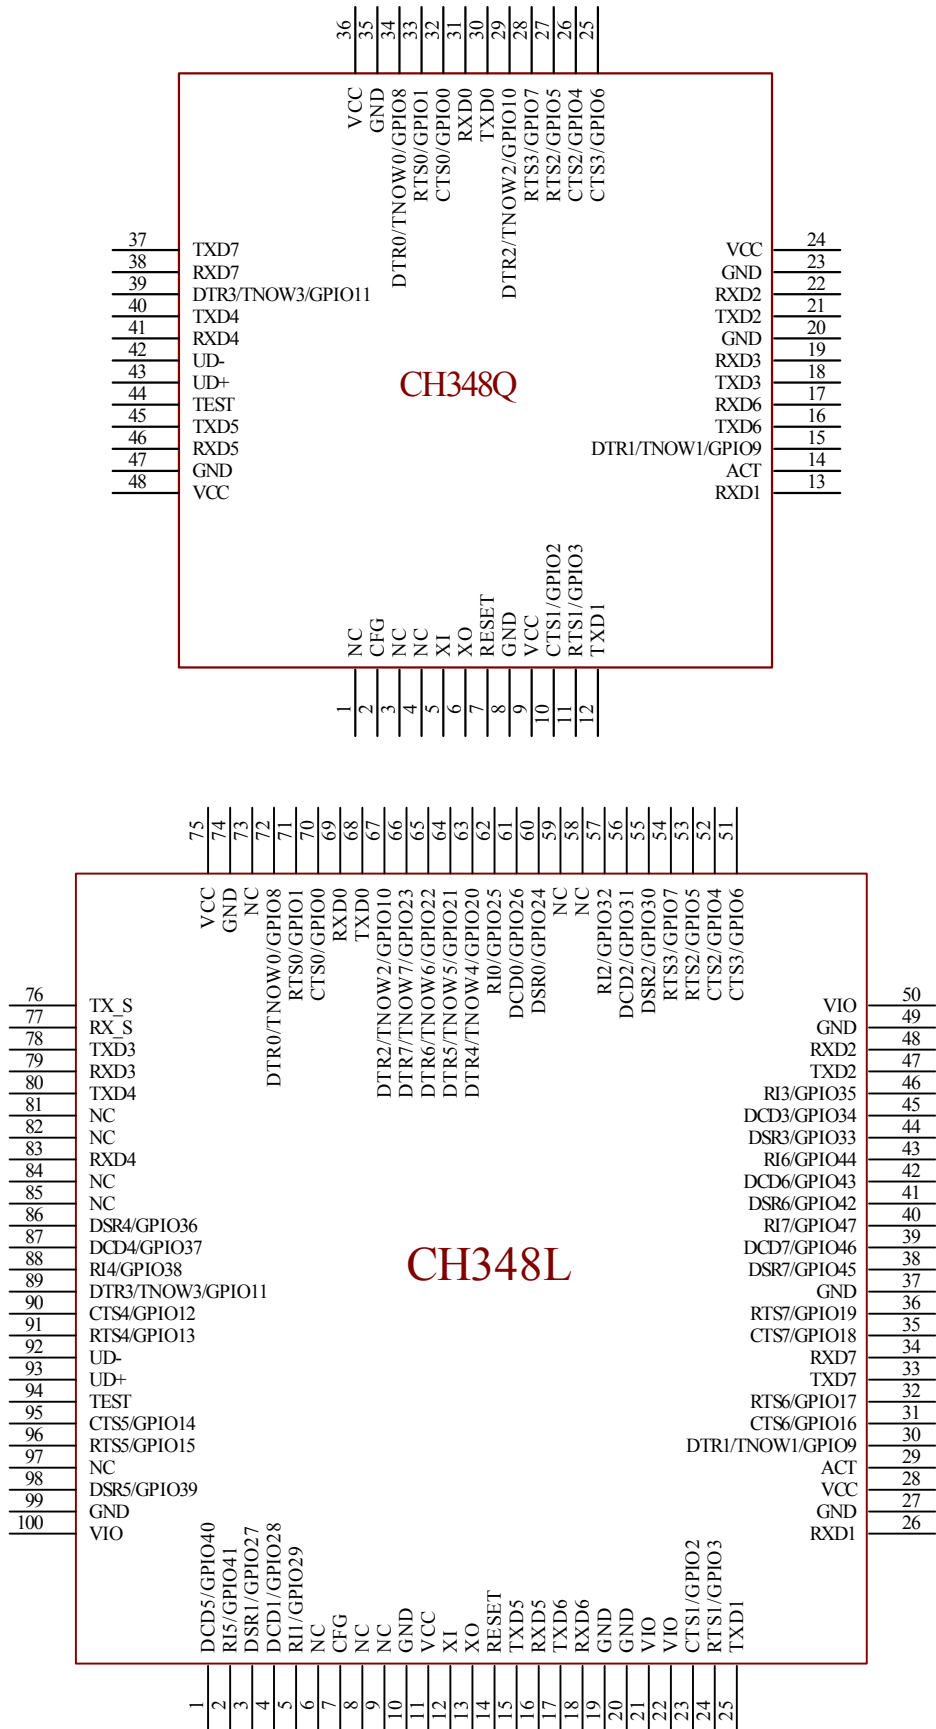 36 35 34 33 32 31 30 29 28 27 26 25
VCC
GND
DTR0/TNOW0/GPIO8
RTS0/GPIO1
CTS0/GPIO0
RXD0
TXD0
DTR2/TNOW2/GPIO10
RTS3/GPIO7
RTS2/GPIO5
CTS2/GPIO4
CTS3/GPIO6
37 TXD7
38 RXD7
39 DTR3/TNOW3/GPIO11
40 TXD4
41 RXD4
42 UD-
43 UD+
44 TEST
45 TXD5
46 RXD5
47 GND
48 VCC
CH348Q
VCC 24
GND 23
RXD2 22
TXD2 21
GND 20
RXD3 19
TXD3 18
RXD6 17
TXD6 16
DTR1/TNOW1/GPIO9 15
ACT 14
RXD1 13
NC
CFG
NC
NC
XI
XO
RESET
GND
VCC
CTS1/GPIO2
RTS1/GPIO3
TXD1
1 2 3 4 5 6 7 8 9 10 11 12
75 74 73 72 71 70 69 68 67 66 65 64 63 62 61 60 59 58 57 56 55 54 53 52 51
VCC
GND
NC
DTR0/TNOW0/GPIO8
RTS0/GPIO1
CTS0/GPIO0
RXD0
TXD0
DTR2/TNOW2/GPIO10
DTR7/TNOW7/GPIO23
DTR6/TNOW6/GPIO22
DTR5/TNOW5/GPIO21
DTR4/TNOW4/GPIO20
RI0/GPIO25
DCD0/GPIO26
DSR0/GPIO24
NC
NC
RI2/GPIO32
DCD2/GPIO31
DSR2/GPIO30
RTS3/GPIO7
RTS2/GPIO5
CTS2/GPIO4
CTS3/GPIO6
76 TX_S
77 RX_S
78 TXD3
79 RXD3
80 TXD4
81 NC
82 NC
83 RXD4
84 NC
85 NC
86 DSR4/GPIO36
87 DCD4/GPIO37
88 RI4/GPIO38
89 DTR3/TNOW3/GPIO11
90 CTS4/GPIO12
91 RTS4/GPIO13
92 UD-
93 UD+
94 TEST
95 CTS5/GPIO14
96 RTS5/GPIO15
97 NC
98 DSR5/GPIO39
99 GND
100 VIO
CH348L
VIO 50
GND 49
RXD2 48
TXD2 47
RI3/GPIO35 46
DCD3/GPIO34 45
DSR3/GPIO33 44
RI6/GPIO44 43
DCD6/GPIO43 42
DSR6/GPIO42 41
RI7/GPIO47 40
DCD7/GPIO46 39
DSR7/GPIO45 38
GND 37
RTS7/GPIO19 36
CTS7/GPIO18 35
RXD7 34
TXD7 33
RTS6/GPIO17 32
CTS6/GPIO16 31
DTR1/TNOW1/GPIO9 30
ACT 29
VCC 28
GND 27
RXD1 26
DCD5/GPIO40
RI5/GPIO41
DSR1/GPIO27
DCD1/GPIO28
RI1/GPIO29
NC
CFG
NC
NC
GND
VCC
XI
XO
RESET
TXD5
RXD5
TXD6
RXD6
GND
GND
VIO
VIO
CTS1/GPIO2
RTS1/GPIO3
TXD1
1 2 3 4 5 6 7 8 9 10 11 12 13 14 15 16 17 18 19 20 21 22 23 24 25